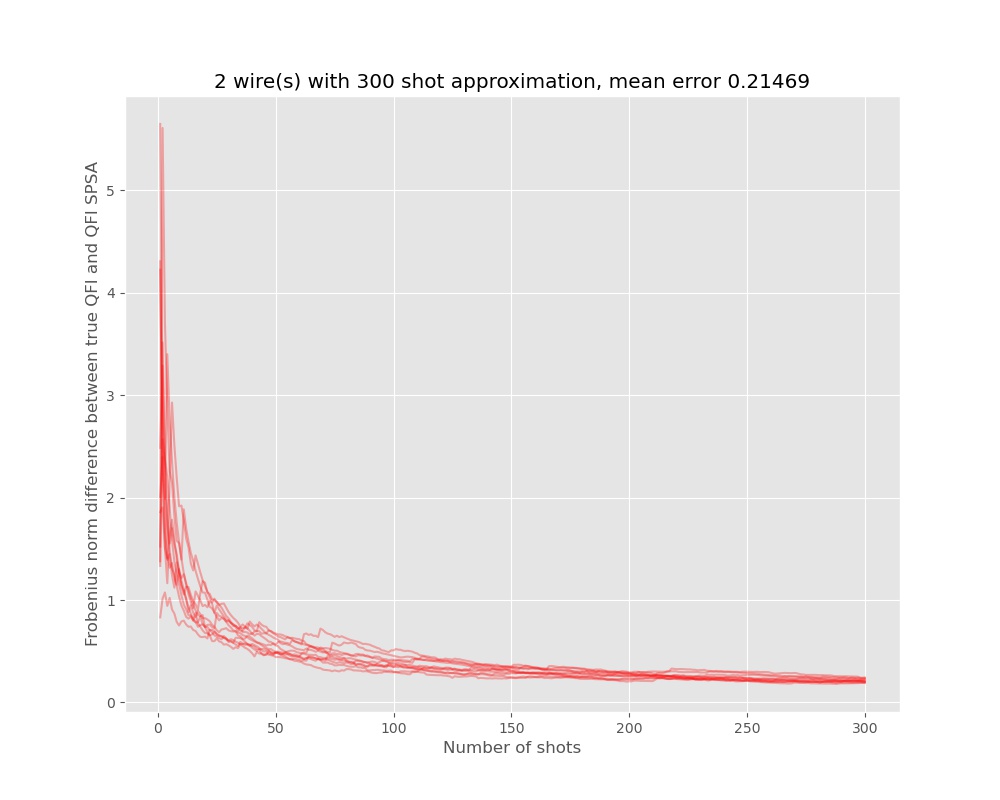 2 wire(s) with 300 shot approximation, mean error 0.21469
Frobenius norm difference between true QFI and QFI SPSA
5
4
3
2
1
0
0 50 100 150 200 250 300
Number of shots